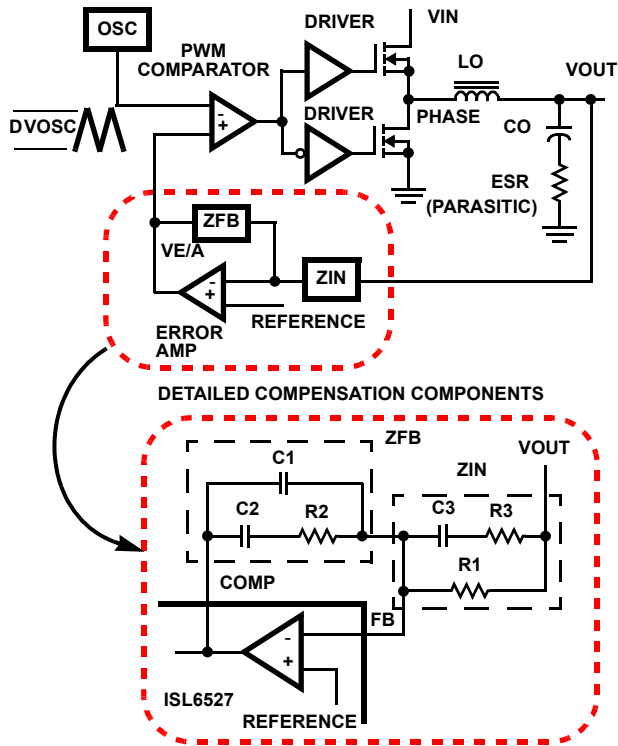 OSC
DRIVER
VIN
PWM
COMPARATOR
LO
VOUT
-
+
DRIVER
PHASE
DVOSC
CO
ESR
(PARASITIC)
ZFB
VE/A
-
+
ZIN
REFERENCE
ERROR
AMP
DETAILED COMPENSATION COMPONENTS
ZFB
VOUT
C1
ZIN
C2
R2
C3
R3
R1
COMP
FB
-
+
ISL6527
REFERENCE